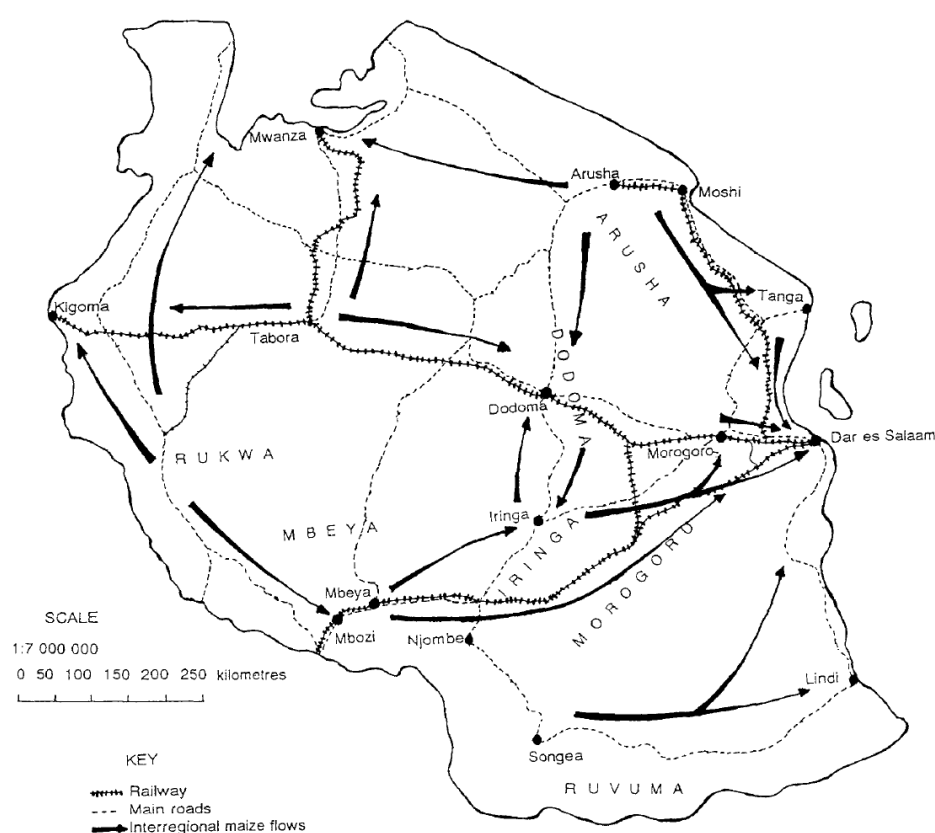 Mwanza
Arusha
Moshi
ARUSHA
Kigoma
Tanga
Tabora
DODOMA
Dodoma
Dar es Salaam
Morogoro
RUKWA
Iringa
MBEYA
IRINGA
MOROGORO
Mbeya
SCALE
Mbozi
Njombe
1:7 000 000
0 50 100 150 200 250 kilometres
Lindi
Songea
KEY
RUVUMA
Railway
Main roads
Interregional maize flows